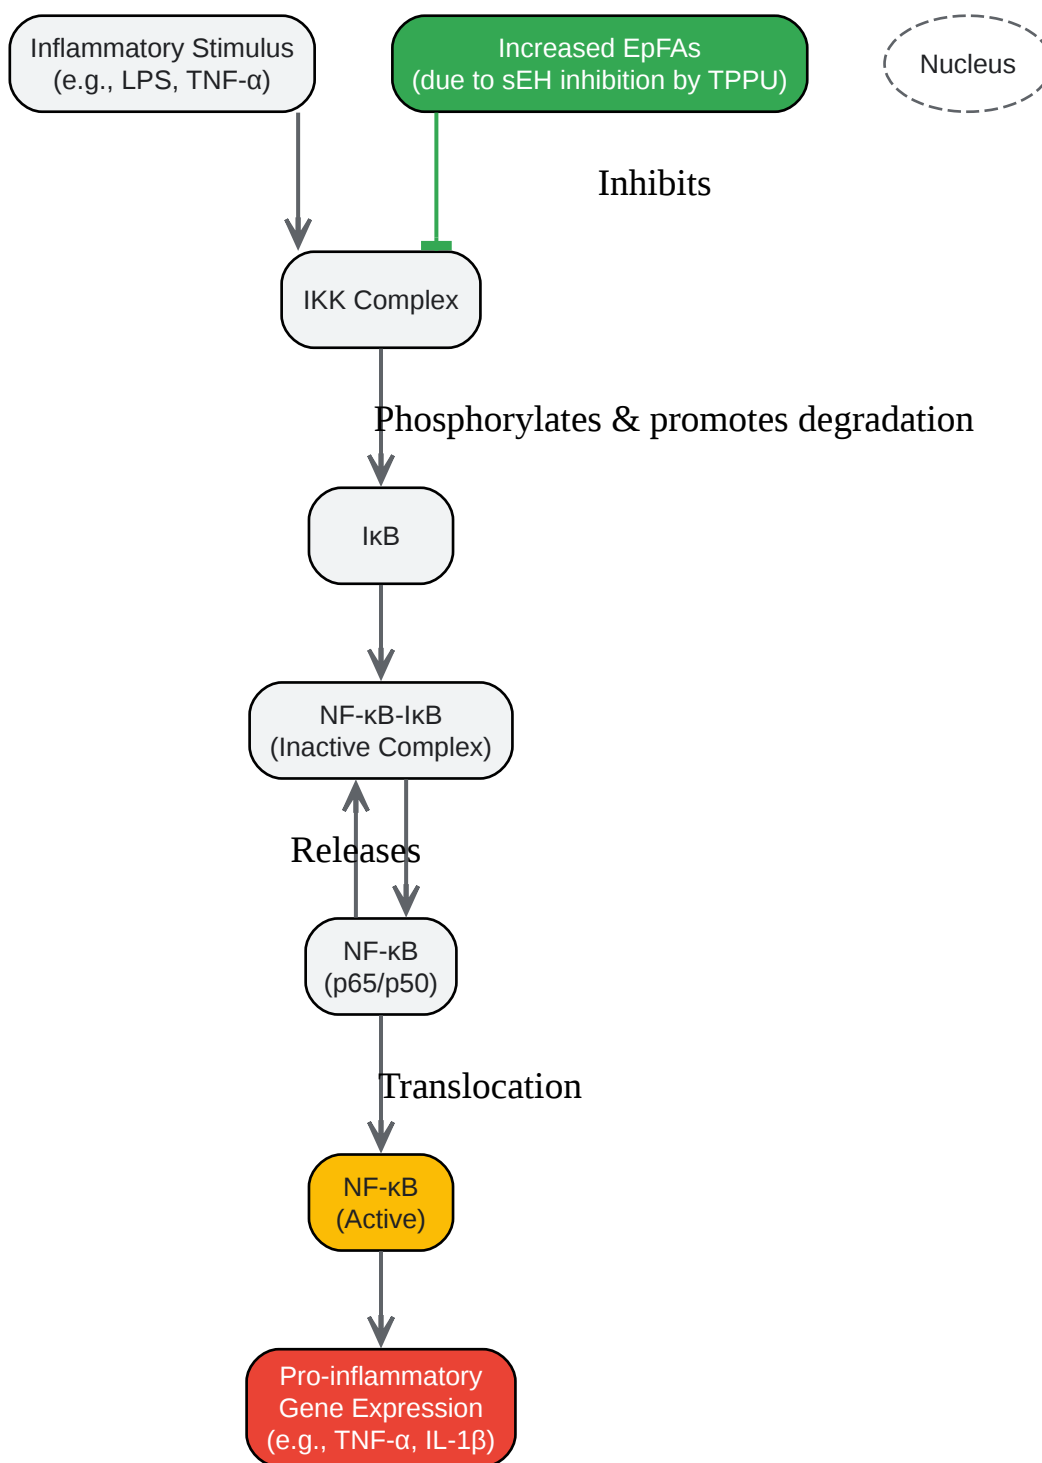 Inflammatory Stimulus
(e.g., LPS, TNF-α)
Increased EpFAs
(due to sEH inhibition by TPPU)
Nucleus
Inhibits
IKK Complex
Phosphorylates & promotes degradation
IκB
NF-κB-IκB
(Inactive Complex)
Releases
NF-κB
(p65/p50)
Translocation
NF-κB
(Active)
Pro-inflammatory
Gene Expression
(e.g., TNF-α, IL-1β)